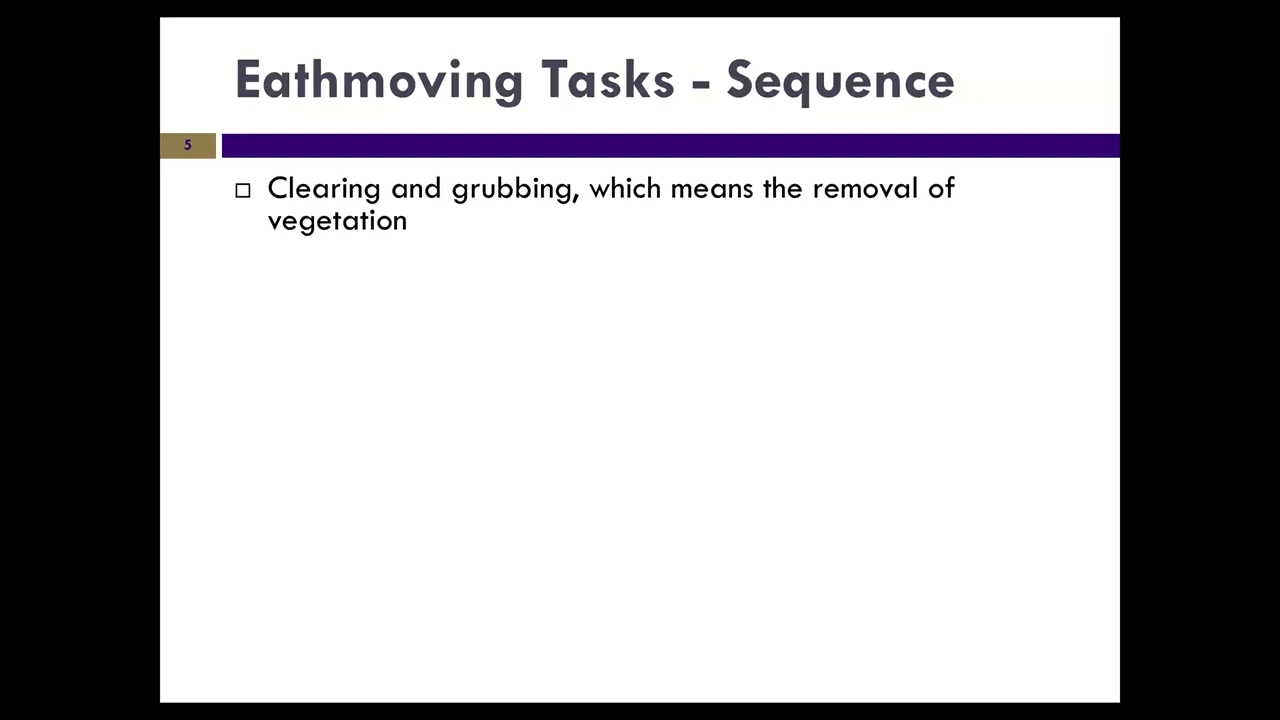 Eathmoving Tasks - Sequence
5
Clearing and grubbing, which means the removal of
vegetation